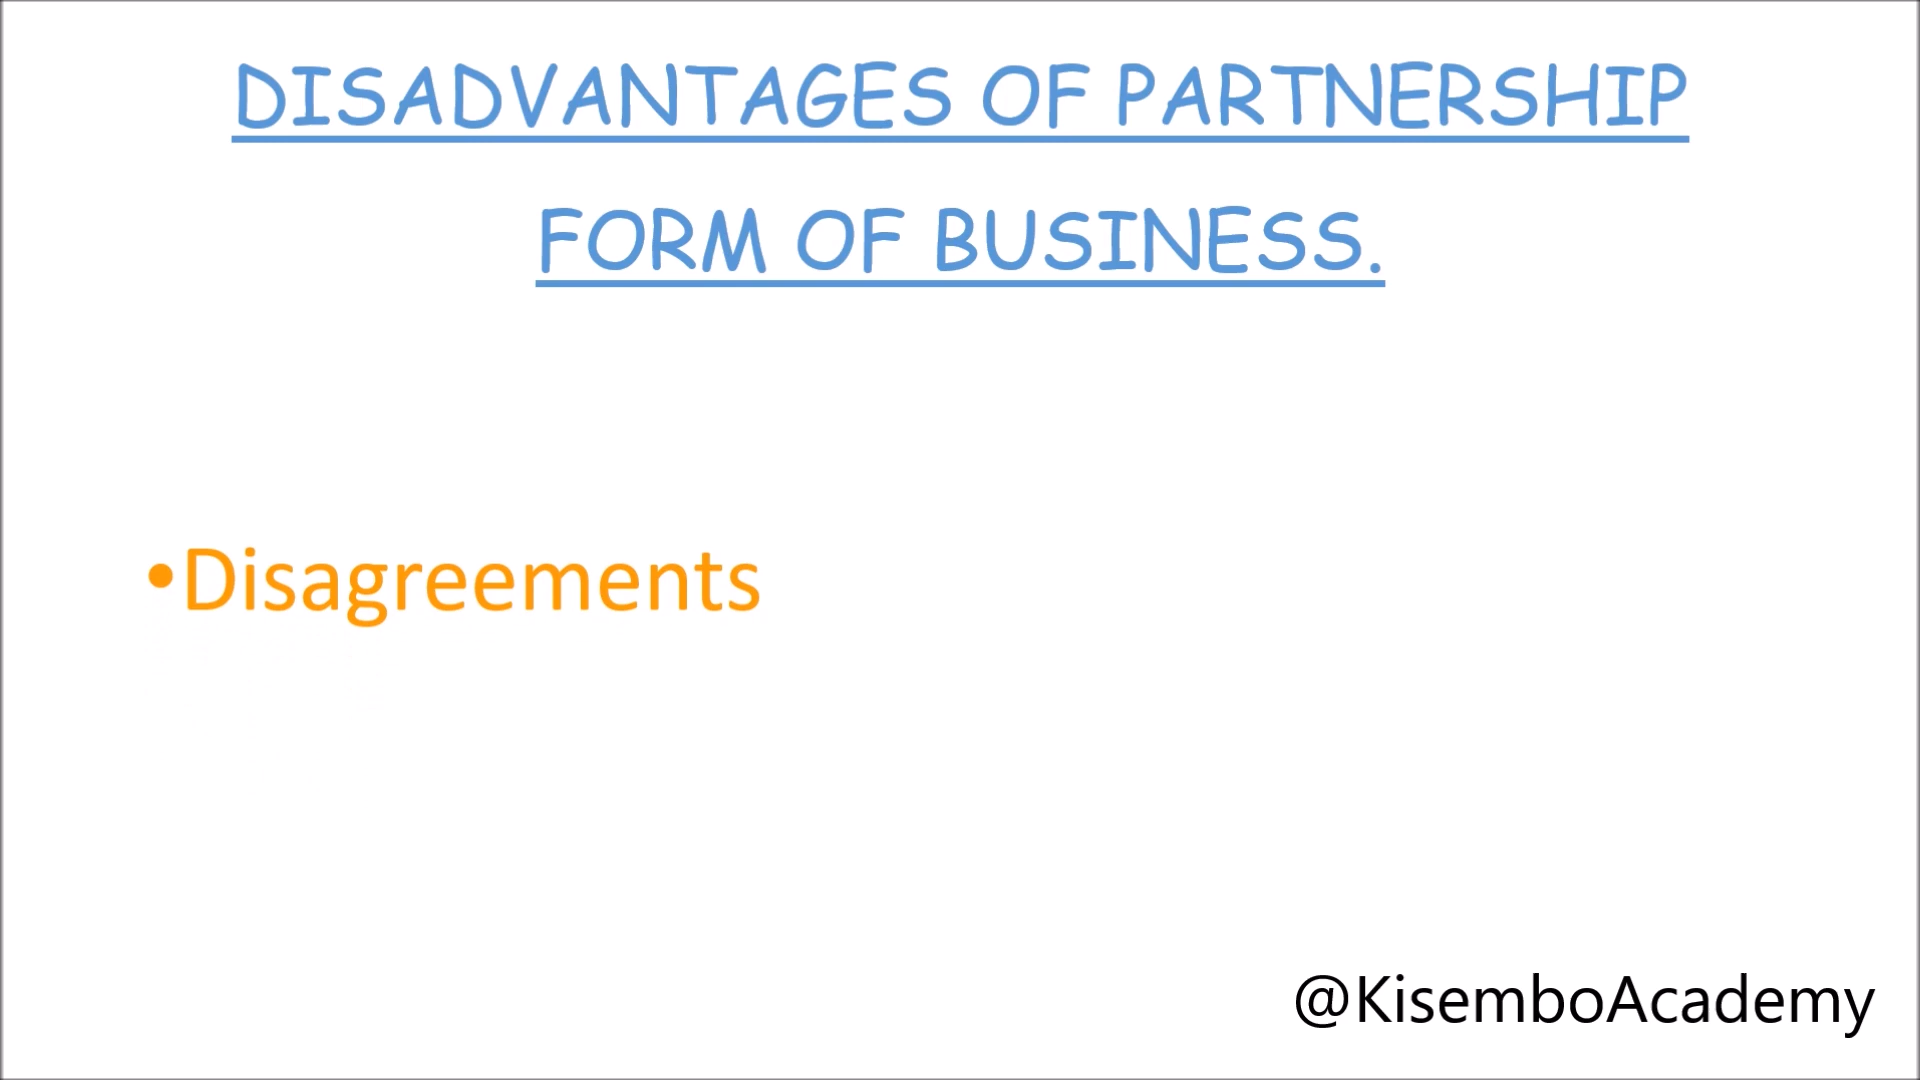 DISADVANTAGES OF PARTNERSHIP
FORM OF BUSINESS.
•Disagreements
@KisemboAcademy